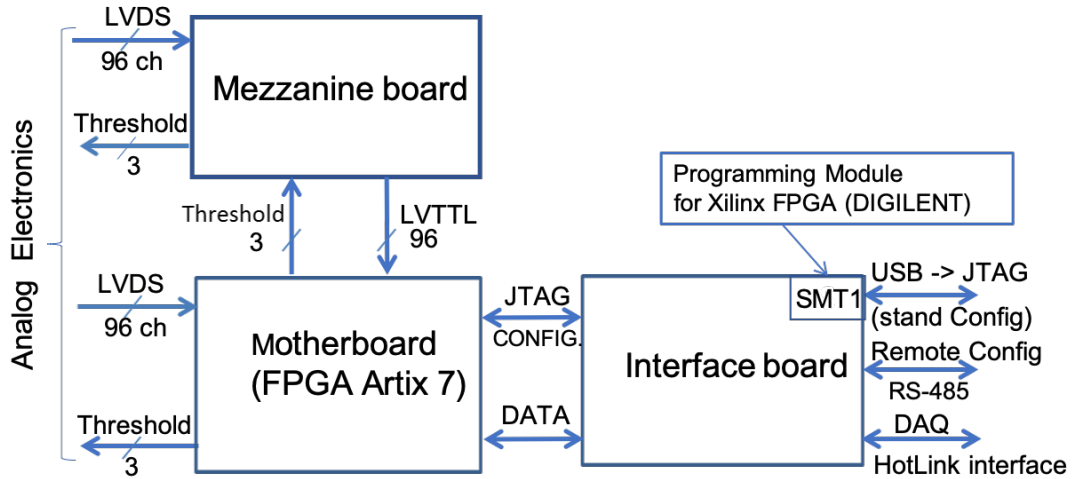 LVDS
96 ch
Mezzanine board
Threshold
3
Analog Electronics
Threshold
3
LVTTL
96
Programming Module
for Xilinx FPGA (DIGILENT)
LVDS
96 ch
Motherboard
(FPGA Artix 7)
Threshold
3
JTAG
CONFIG.
DATA
Interface board
SMT1
USB -> JTAG
(stand Config)
Remote Config
RS-485
DAQ
HotLink interface